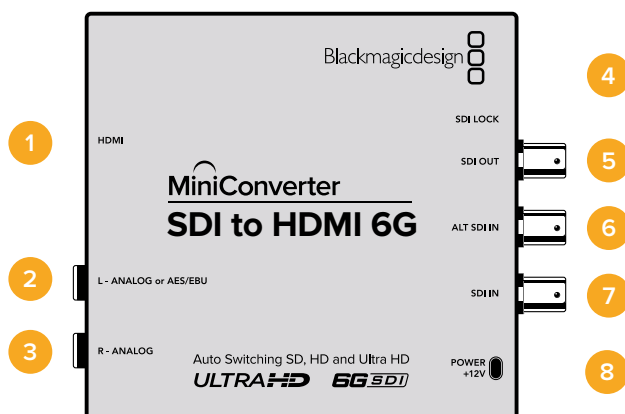 Blackmagicdesign
4
SDI LOCK
1
HDMI
SDI OUT
5
MiniConverter
SDI to HDMI 6G
ALT SDI IN
6
2
L - ANALOG or AES/EBU
SDI IN
7
3
R - ANALOG
Auto Switching SD, HD and Ultra HD
ULTRA HD 6G SDI
POWER
+12V
8